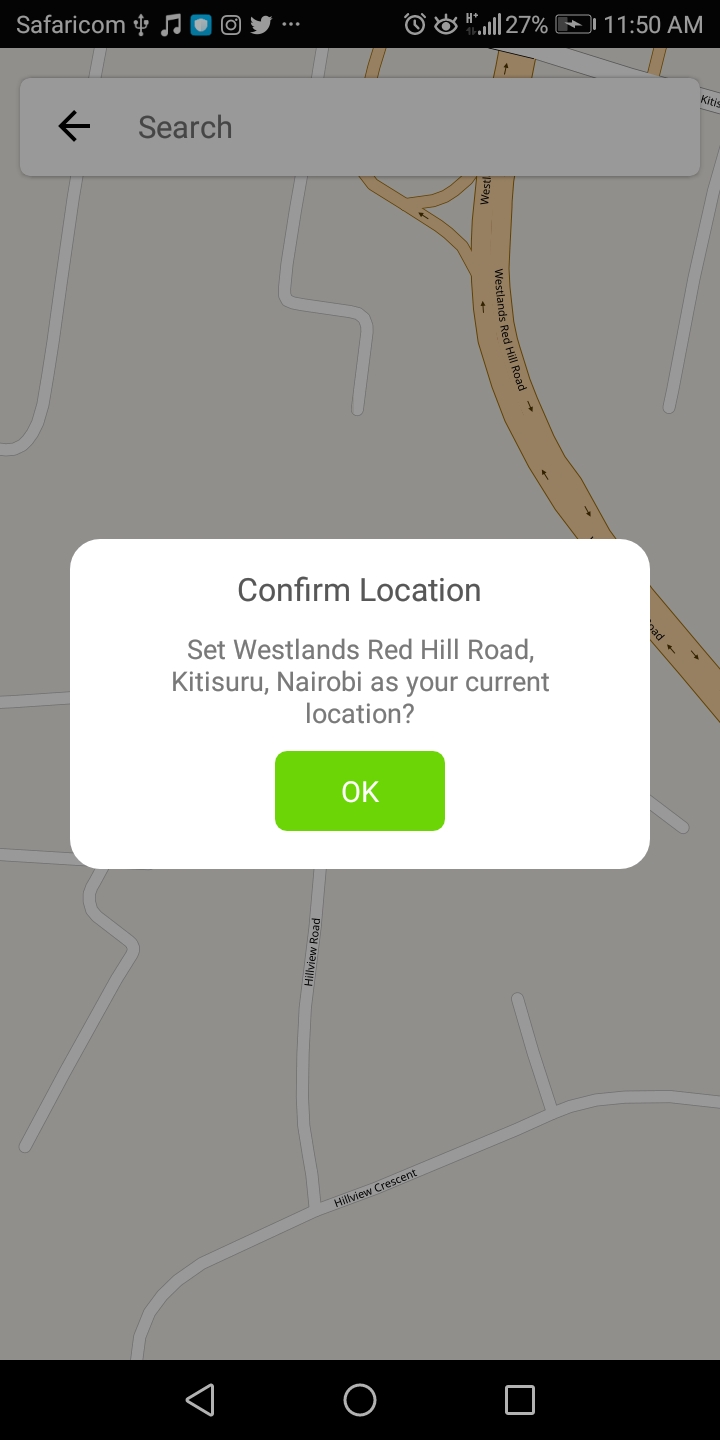 Safaricom 27% 11:50 AM
Kitis
Search
Westl
Westlands Red Hill Road
Confirm Location
Set Westlands Red Hill Road,
Kitisuru, Nairobi as your current
location?
oad
OK
Hillview Road
Hillview Crescent